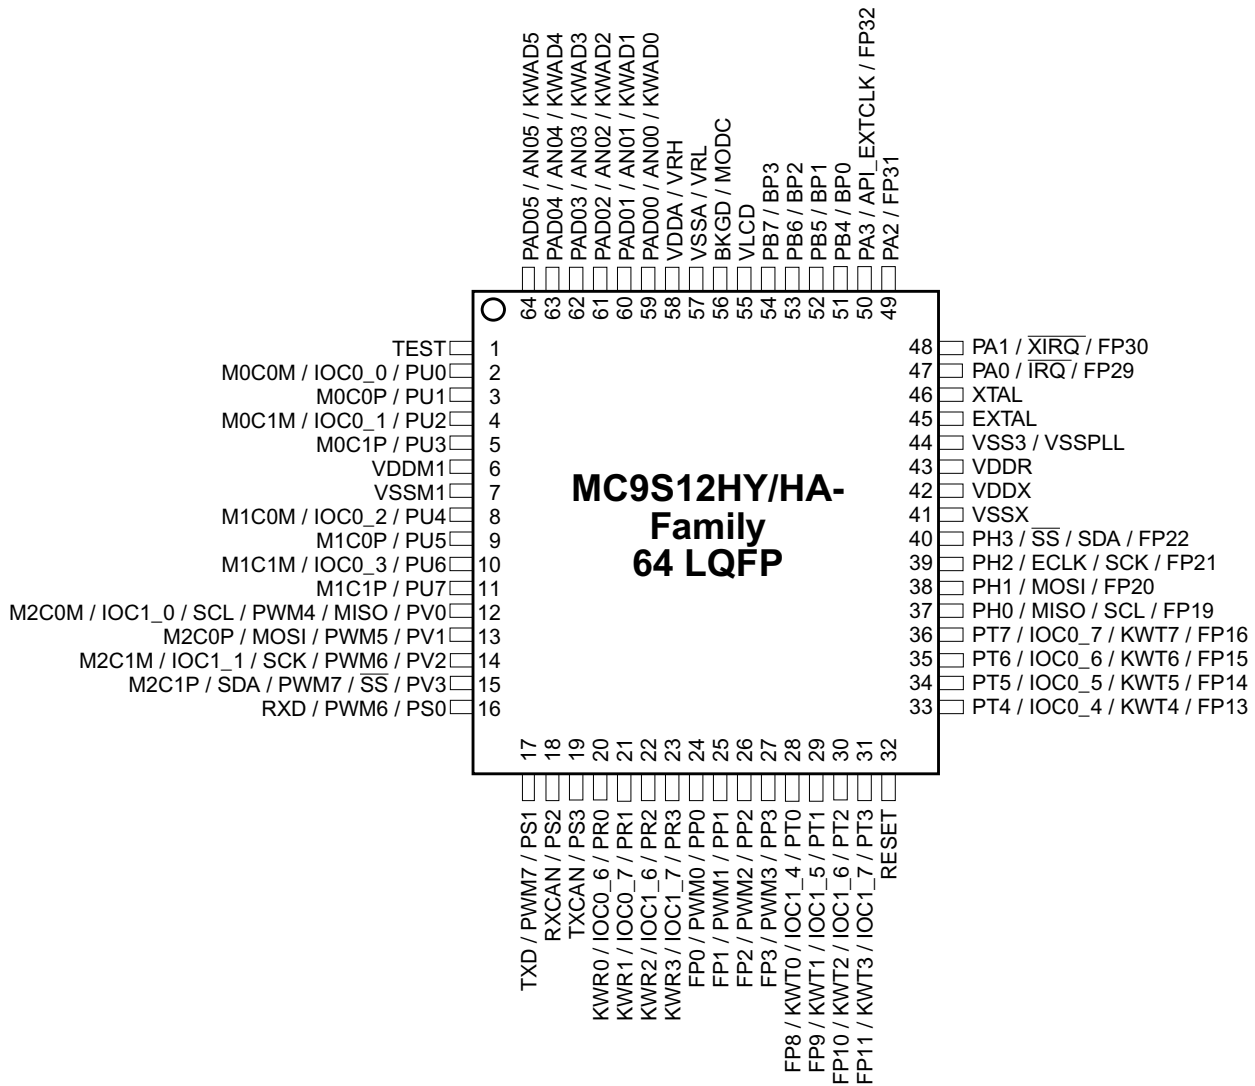 PAD05 / AN05 / KWAD5
PAD04 / AN04 / KWAD4
PAD03 / AN03 / KWAD3
PAD02 / AN02 / KWAD2
PAD01 / AN01 / KWAD1
PAD00 / AN00 / KWAD0
VDDA / VRH
VSSA / VRL
BKGD / MODC
VLCD
PB7 / BP3
PB6 / BP2
PB5 / BP1
PB4 / BP0
PA3 / API_EXTCLK / FP32
PA2 / FP31
64 63 62 61 60 59 58 57 56 55 54 53 52 51 50 49
TEST 1
M0C0M / IOC0_0 / PU0 2
M0C0P / PU1 3
M0C1M / IOC0_1 / PU2 4
M0C1P / PU3 5
VDDM1 6
VSSM1 7
M1C0M / IOC0_2 / PU4 8
M1C0P / PU5 9
M1C1M / IOC0_3 / PU6 10
M1C1P / PU7 11
M2C0M / IOC1_0 / SCL / PWM4 / MISO / PV0 12
M2C0P / MOSI / PWM5 / PV1 13
M2C1M / IOC1_1 / SCK / PWM6 / PV2 14
M2C1P / SDA / PWM7 / SS / PV3 15
RXD / PWM6 / PS0 16
MC9S12HY/HA-
Family
64 LQFP
48 PA1 / XIRQ / FP30
47 PA0 / IRQ / FP29
46 XTAL
45 EXTAL
44 VSS3 / VSSPLL
43 VDDR
42 VDDX
41 VSSX
40 PH3 / SS / SDA / FP22
39 PH2 / ECLK / SCK / FP21
38 PH1 / MOSI / FP20
37 PH0 / MISO / SCL / FP19
36 PT7 / IOC0_7 / KWT7 / FP16
35 PT6 / IOC0_6 / KWT6 / FP15
34 PT5 / IOC0_5 / KWT5 / FP14
33 PT4 / IOC0_4 / KWT4 / FP13
17 18 19 20 21 22 23 24 25 26 27 28 29 30 31 32
TXD / PWM7 / PS1
RXCAN / PS2
TXCAN / PS3
KWR0 / IOC0_6 / PR0
KWR1 / IOC0_7 / PR1
KWR2 / IOC1_6 / PR2
KWR3 / IOC1_7 / PR3
FP0 / PWM0 / PP0
FP1 / PWM1 / PP1
FP2 / PWM2 / PP2
FP3 / PWM3 / PP3
FP8 / KWT0 / IOC1_4 / PT0
FP9 / KWT1 / IOC1_5 / PT1
FP10 / KWT2 / IOC1_6 / PT2
FP11 / KWT3 / IOC1_7 / PT3
RESET